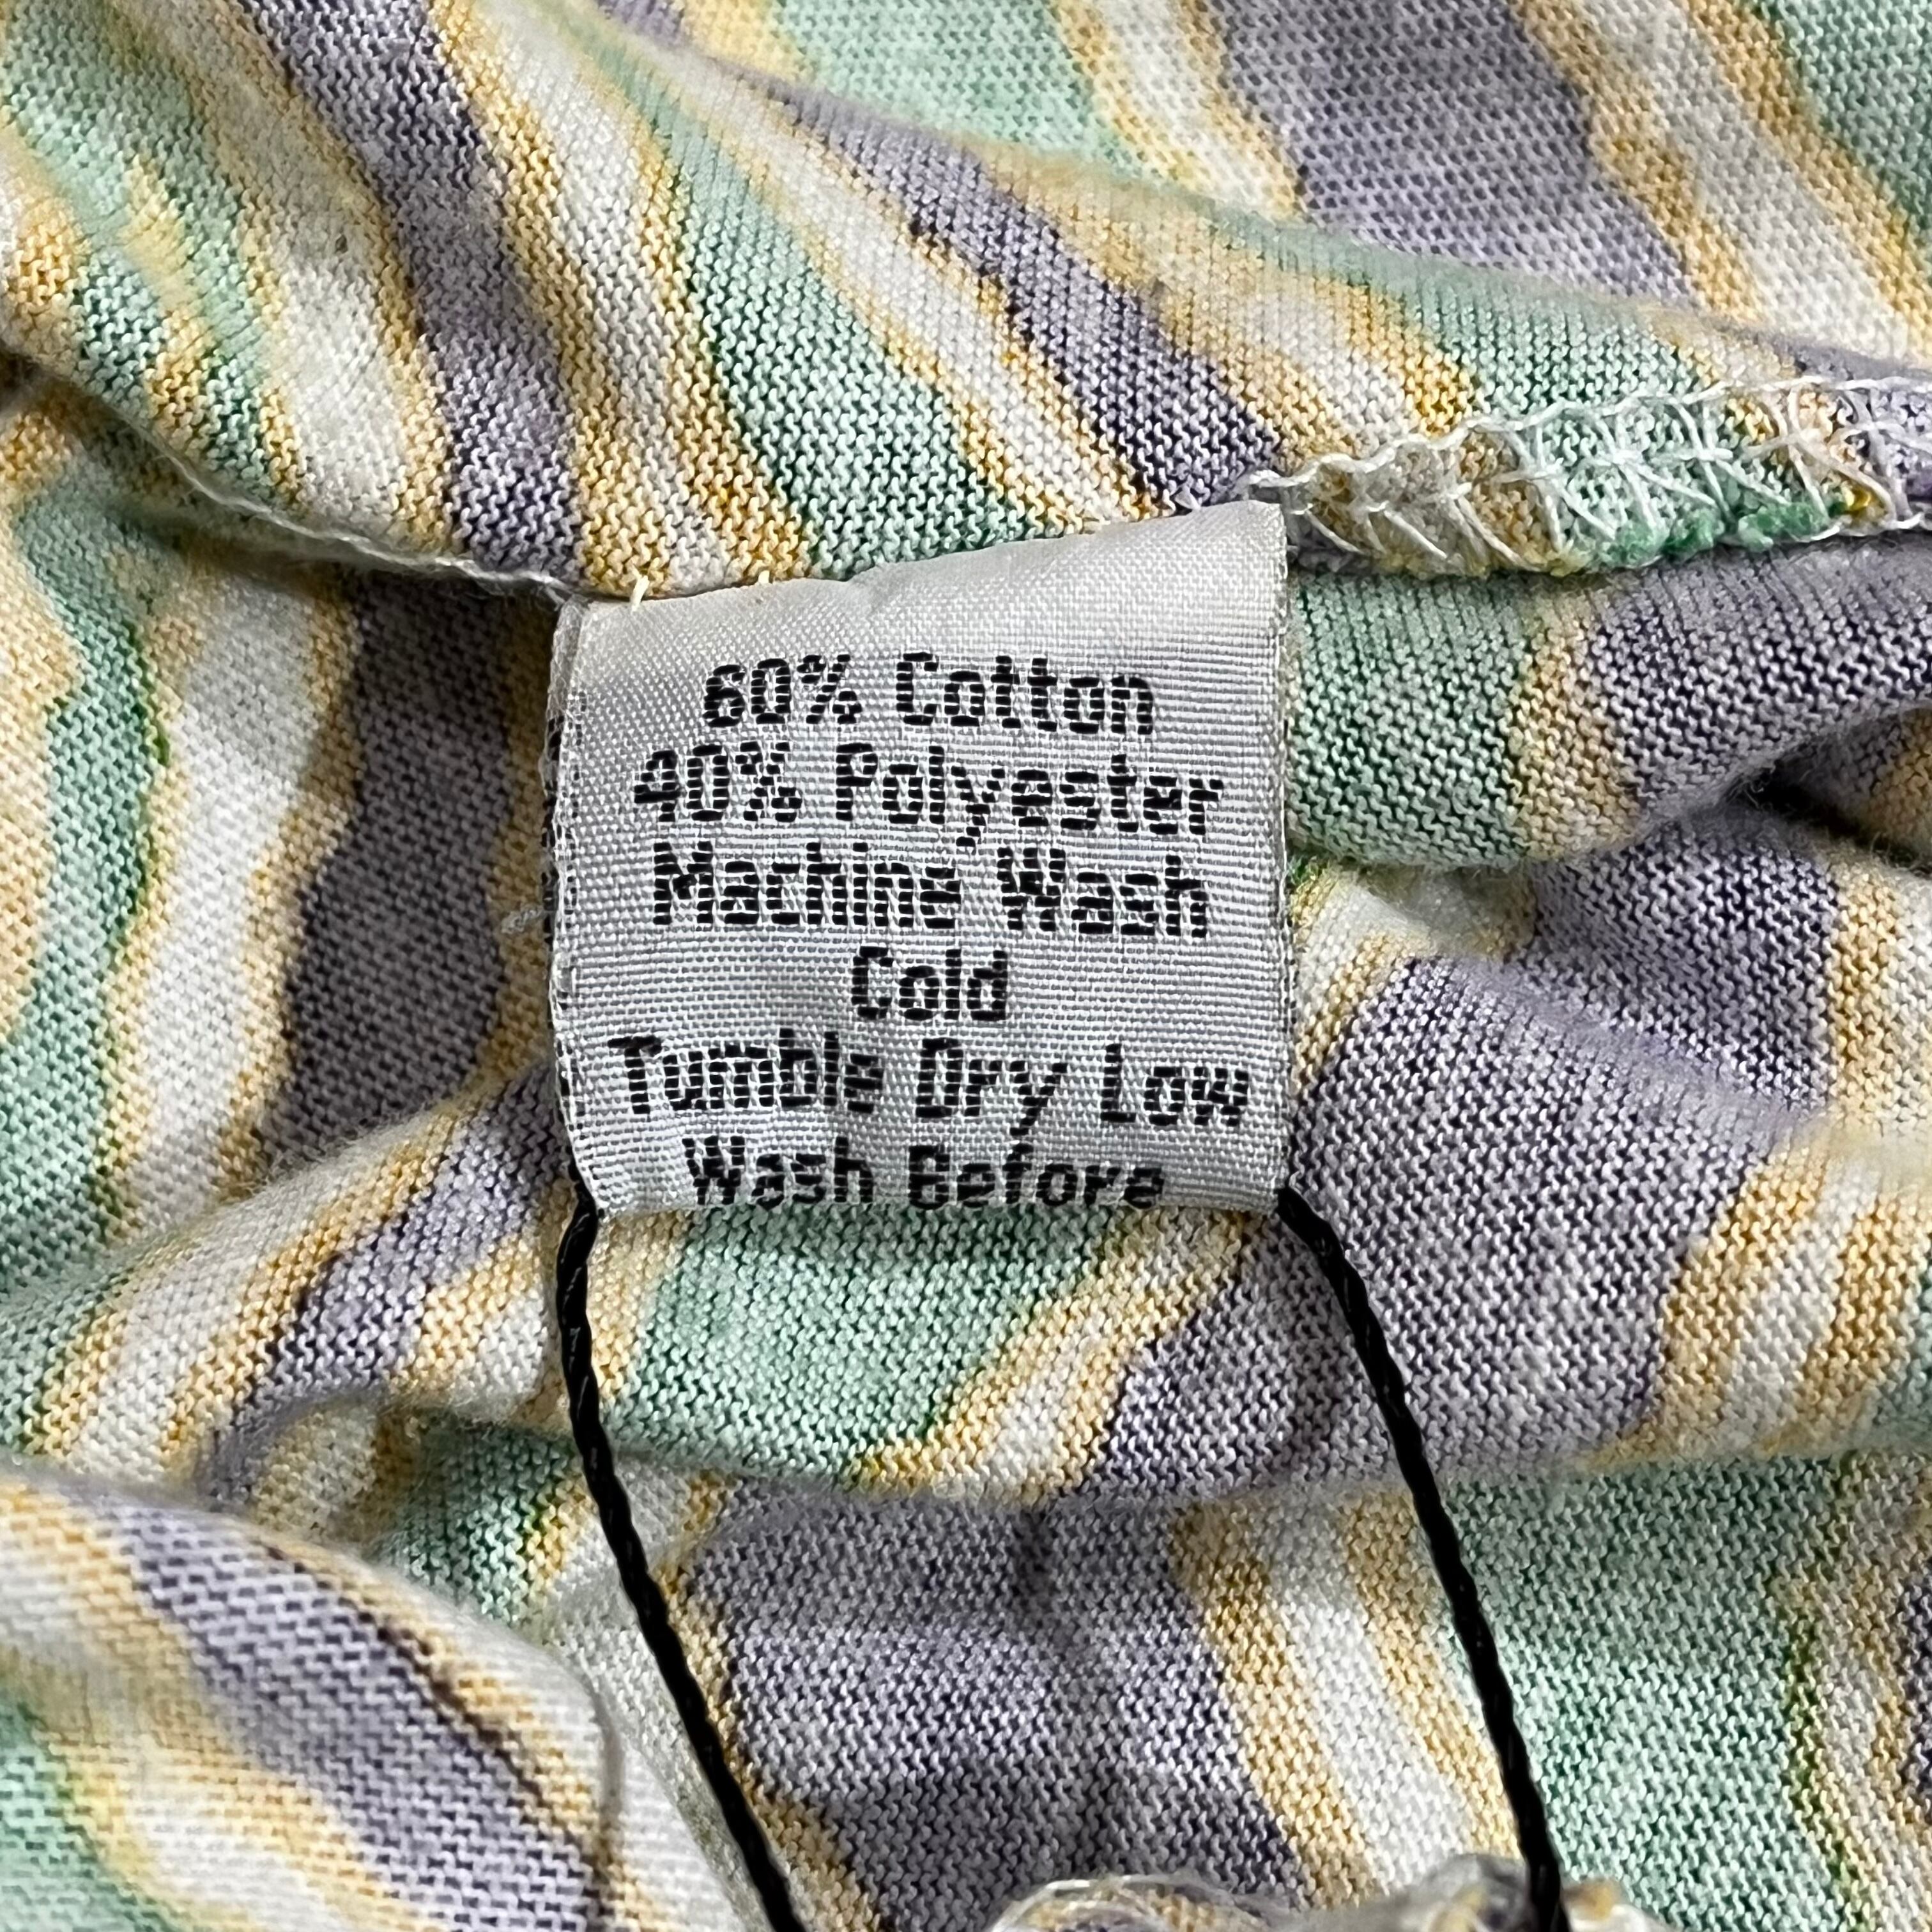 60% Cotton
40% Polyester
Machine Wash
Cold
Tumble Dry Low
Wash Before